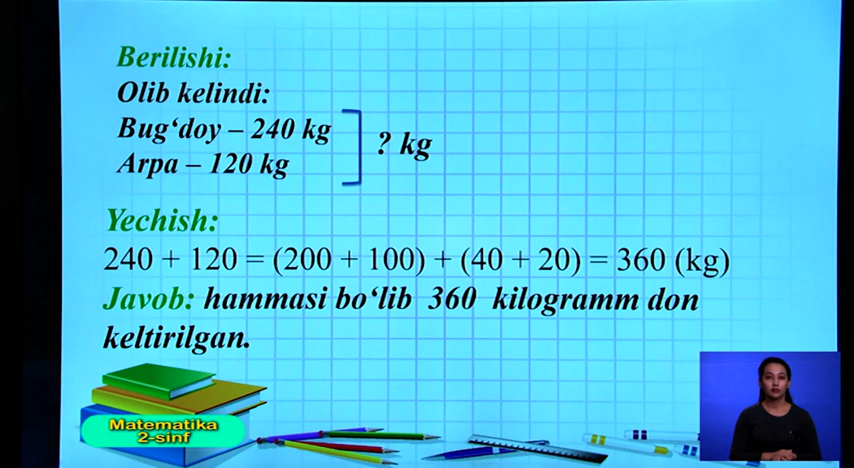 Berilishi:
Olib kelindi:
Bug‘doy – 240 kg
Arpa – 120 kg
? kg
Yechish:
240 + 120 = (200 + 100) + (40 + 20) = 360 (kg)
Javob: hammasi bo‘lib 360 kilogramm don
keltirilgan.
Matematika
2-sinf